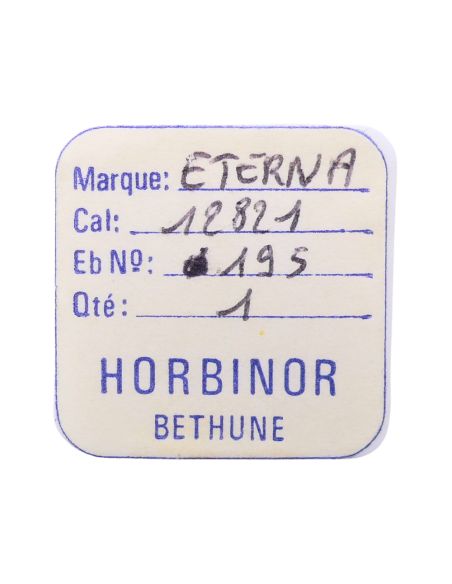 Marque: ETERNA
Cal: 12821
Eb Nº: 195
Qté: 1
HORBINOR
BETHUNE